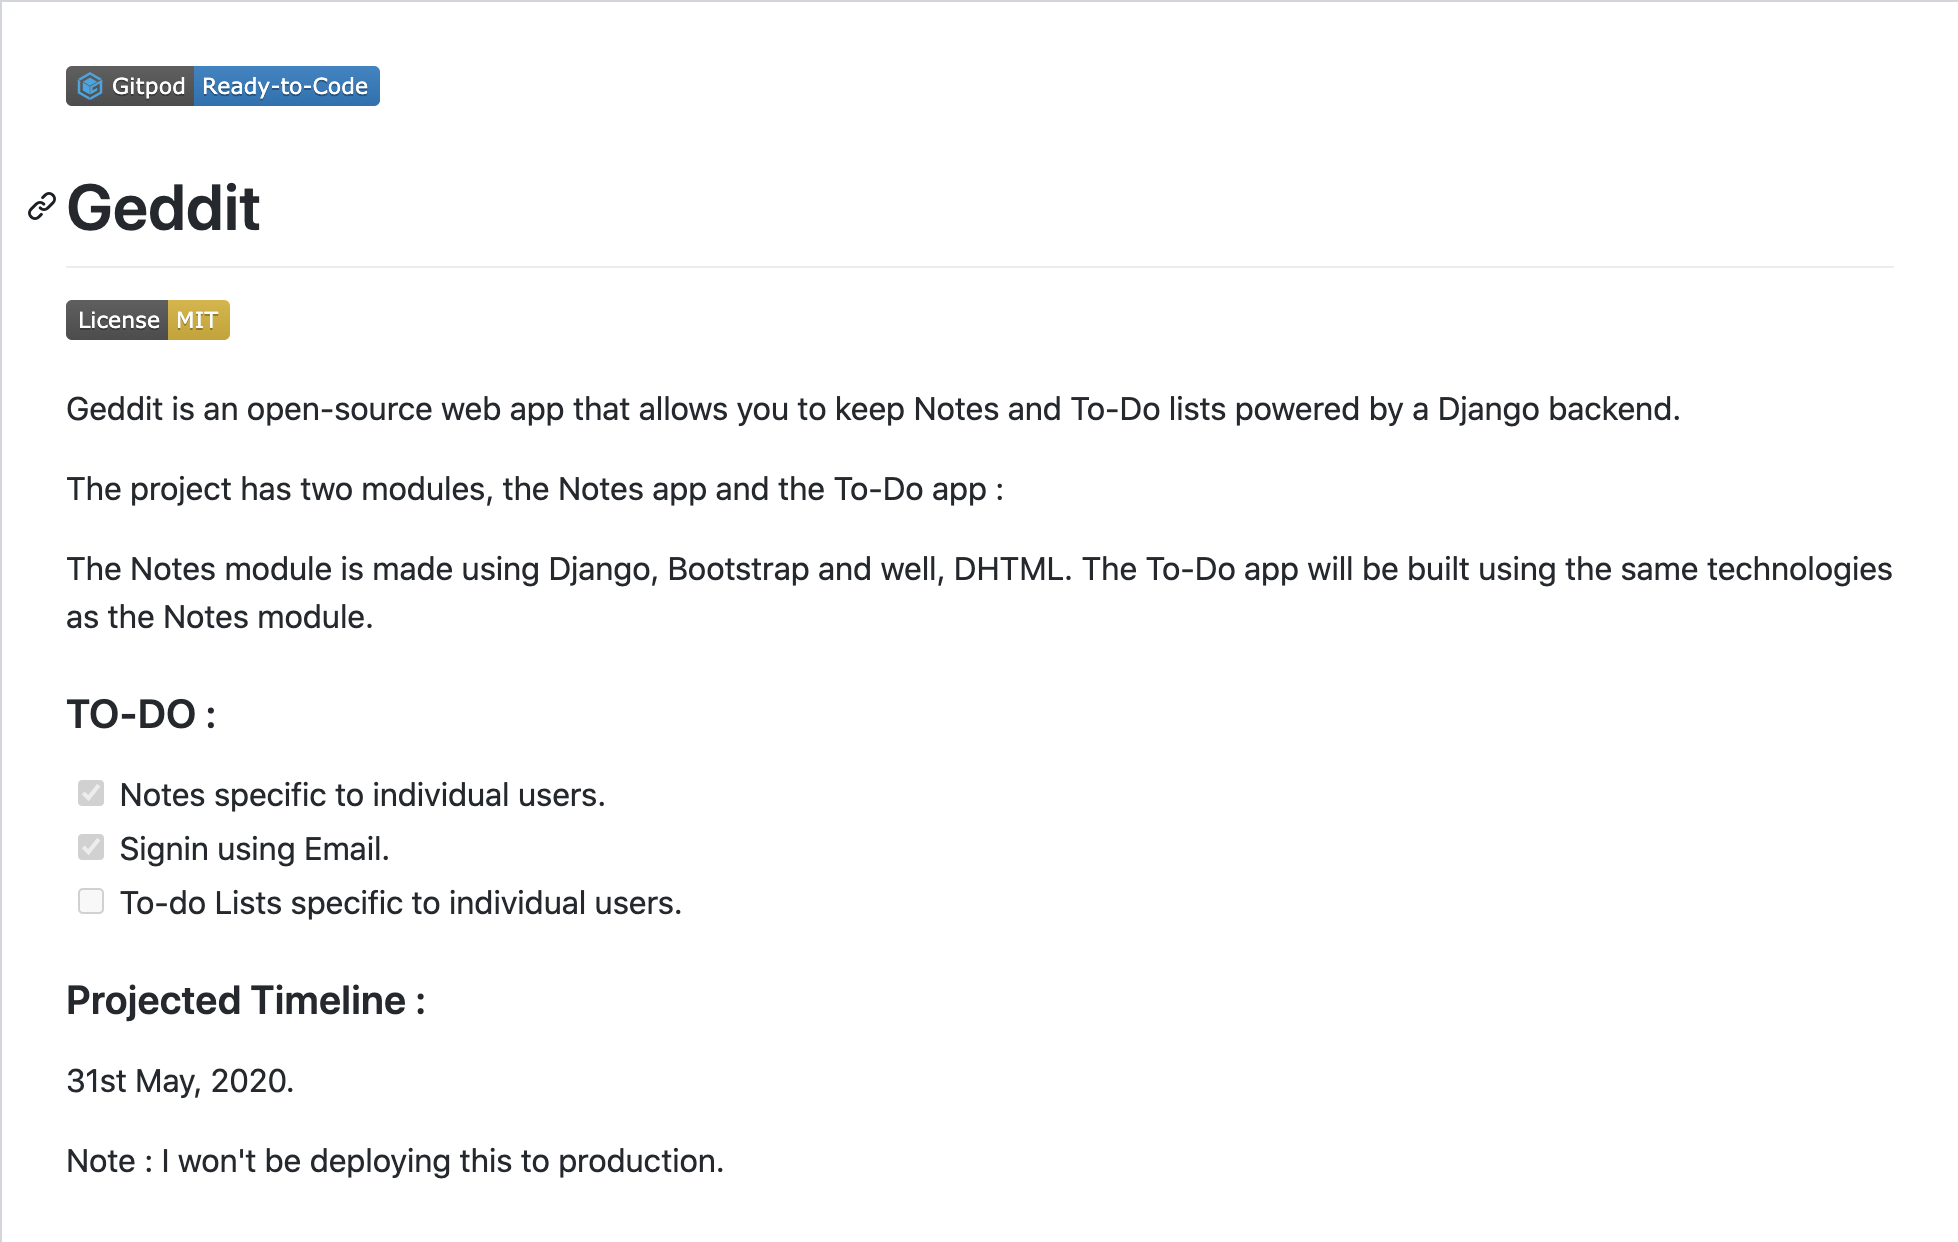 Gitpod Ready-to-Code
Geddit
License MIT
Geddit is an open-source web app that allows you to keep Notes and To-Do lists powered by a Django backend.
The project has two modules, the Notes app and the To-Do app :
The Notes module is made using Django, Bootstrap and well, DHTML. The To-Do app will be built using the same technologies
as the Notes module.
TO-DO :
Notes specific to individual users.
Signin using Email.
To-do Lists specific to individual users.
Projected Timeline :
31st May, 2020.
Note : I won't be deploying this to production.